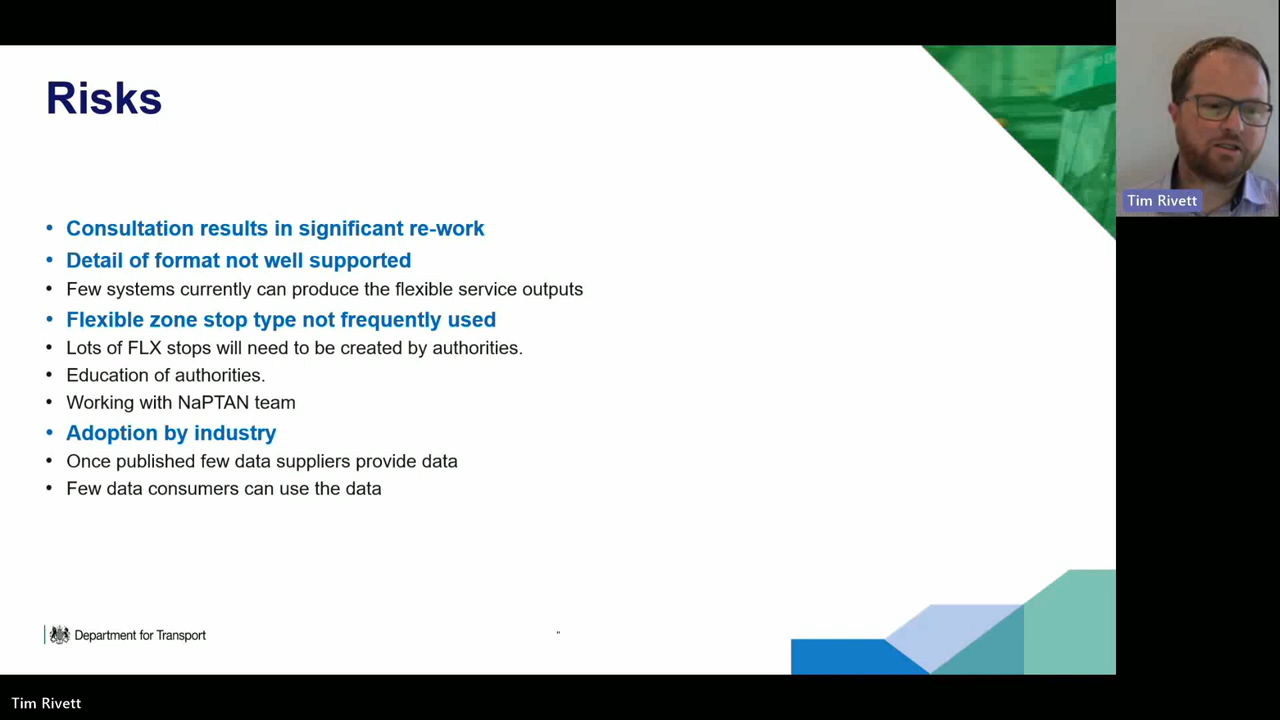 Risks
• Consultation results in significant re-work
• Detail of format not well supported
• Few systems currently can produce the flexible service outputs
• Flexible zone stop type not frequently used
• Lots of FLX stops will need to be created by authorities.
• Education of authorities.
• Working with NaPTAN team
• Adoption by industry
• Once published few data suppliers provide data
• Few data consumers can use the data
Department for Transport
"
Tim Rivett
Tim Rivett